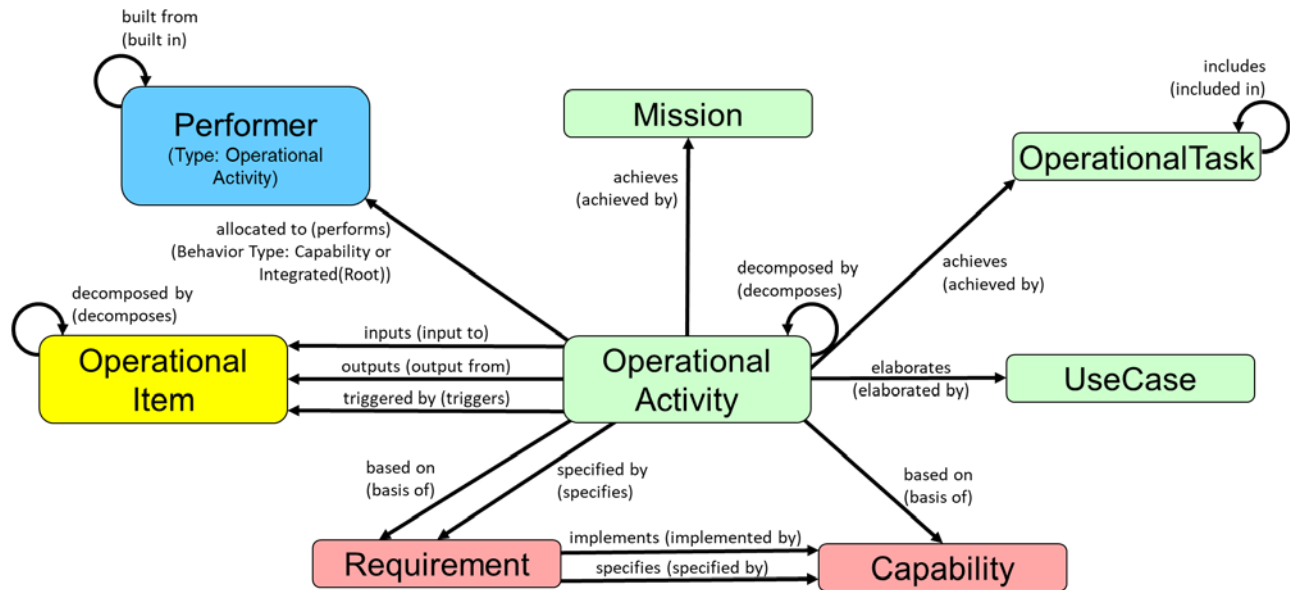 built from
(built in)
Performer
(Type: Operational
Activity)
Mission
includes
(included in)
OperationalTask
achieves
(achieved by)
allocated to (performs)
(Behavior Type: Capability or
Integrated(Root))
decomposed by
(decomposes)
achieves
(achieved by)
decomposed by
(decomposes)
Operational
Item
inputs (input to)
outputs (output from)
triggered by (triggers)
Operational
Activity
elaborates
(elaborated by)
UseCase
based on
(basis of)
specified by
(specifies)
based on
(basis of)
Requirement
implements (implemented by)
specifies (specified by)
Capability